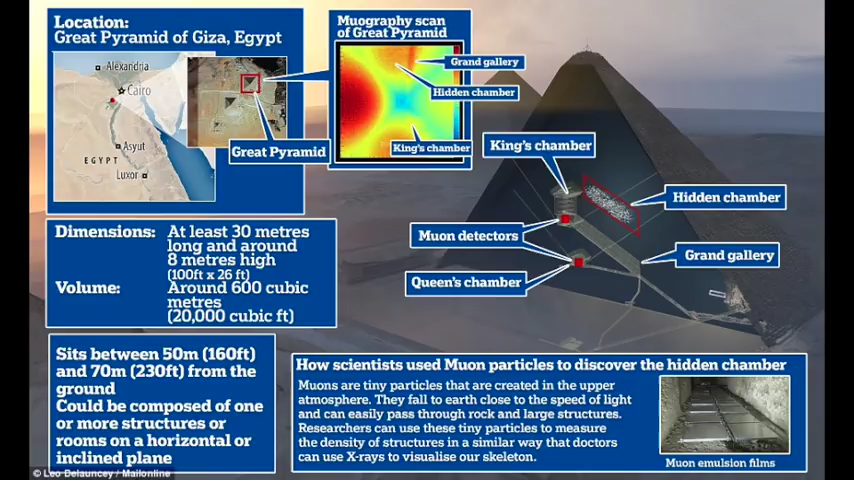 Location:
Great Pyramid of Giza, Egypt
Alexandria
Cairo
EGYPT
Asyut
Luxor
Great Pyramid
Muography scan
of Great Pyramid
Grand gallery
Hidden chamber
King's chamber
King's chamber
Hidden chamber
Muon detectors
Grand gallery
Queen's chamber
Dimensions: At least 30 metres
long and around
8 metres high
(100ft x 26 ft)
Volume: Around 600 cubic
metres
(20,000 cubic ft)
Sits between 50m (160ft)
and 70m (230ft) from the
ground
Could be composed of one
or more structures or
rooms on a horizontal or
inclined plane
How scientists used Muon particles to discover the hidden chamber
Muons are tiny particles that are created in the upper
atmosphere. They fall to earth close to the speed of light
and can easily pass through rock and large structures.
Researchers can use these tiny particles to measure
the density of structures in a similar way that doctors
can use X-rays to visualise our skeleton.
Muon emulsion films
© Leo Delauncey / Mailonline